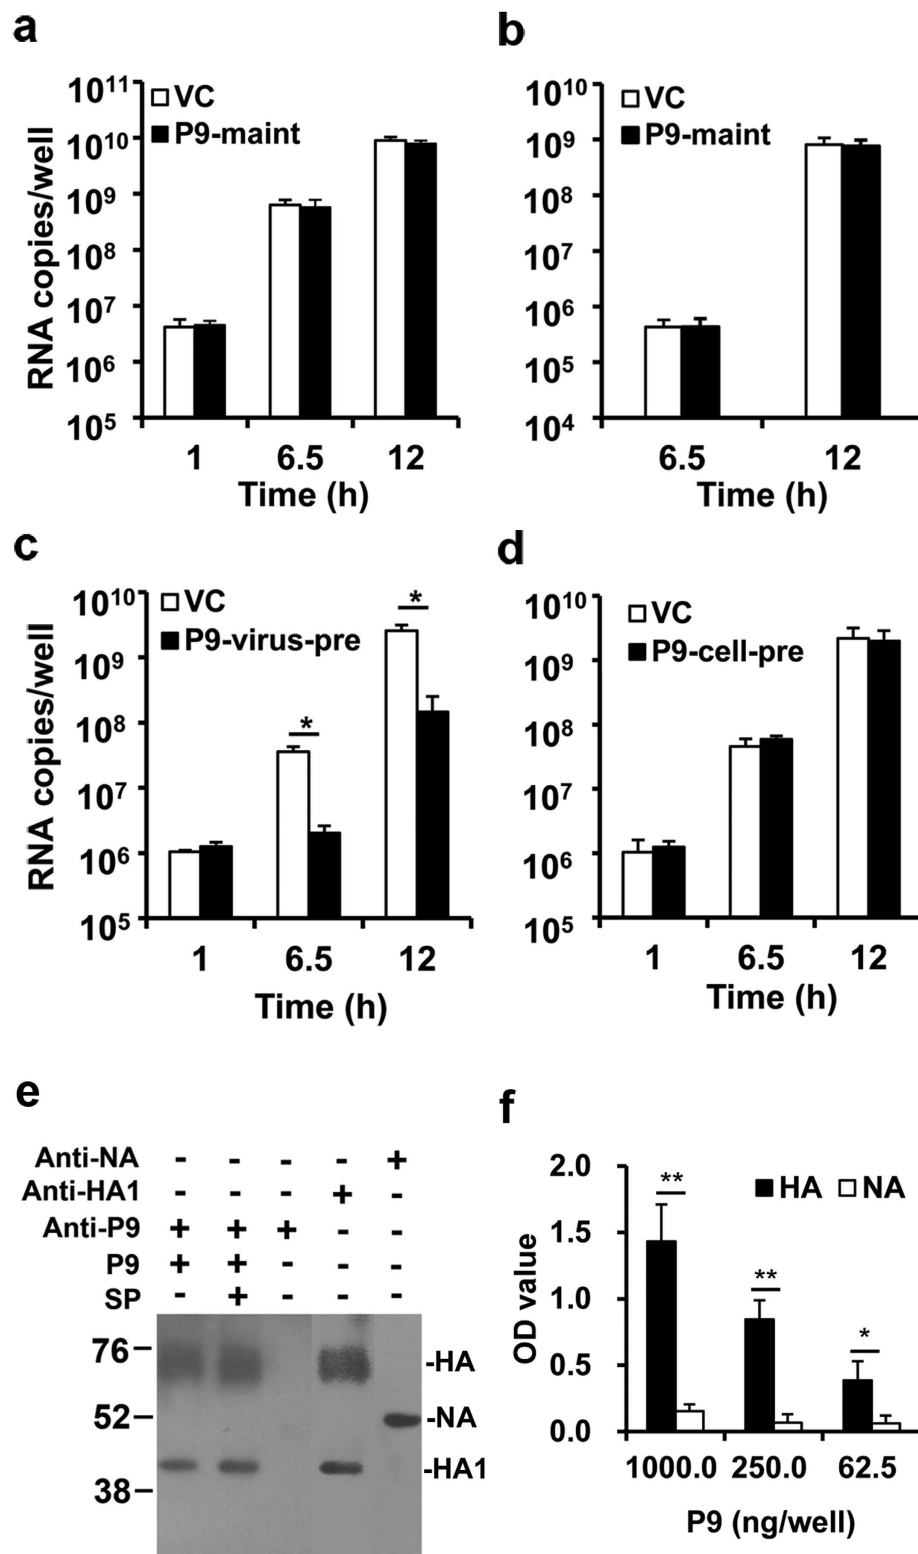 a
10¹¹
10¹⁰
10⁹
10⁸
10⁷
10⁶
10⁵
RNA copies/well
VC
P9-maint
1 6.5 12
Time (h)
b
10¹⁰
10⁹
10⁸
10⁷
10⁶
10⁵
10⁴
VC
P9-maint
6.5 12
Time (h)
c
10¹⁰
10⁹
10⁸
10⁷
10⁶
10⁵
RNA copies/well
VC
P9-virus-pre
*
*
1 6.5 12
Time (h)
d
10¹⁰
10⁹
10⁸
10⁷
10⁶
10⁵
VC
P9-cell-pre
1 6.5 12
Time (h)
e
Anti-NA - - - - +
Anti-HA1 - - - + -
Anti-P9 + + + - -
P9 + + - - -
SP - + - - -
76
52
38
-HA
-NA
-HA1
f
2.0
1.5
1.0
0.5
0.0
OD value
HA NA
**
**
*
1000.0 250.0 62.5
P9 (ng/well)